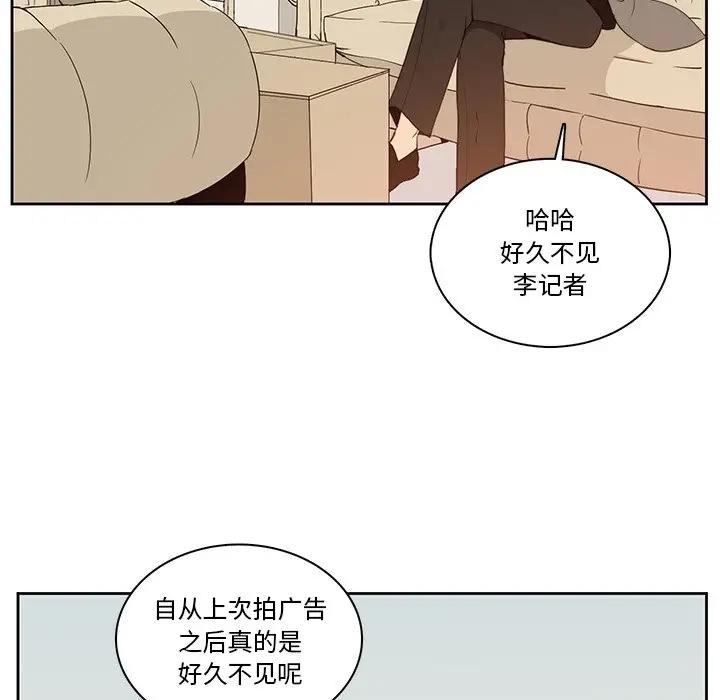 哈哈
好久不见
李记者
自从上次拍广告
之后真的是
好久不见呢